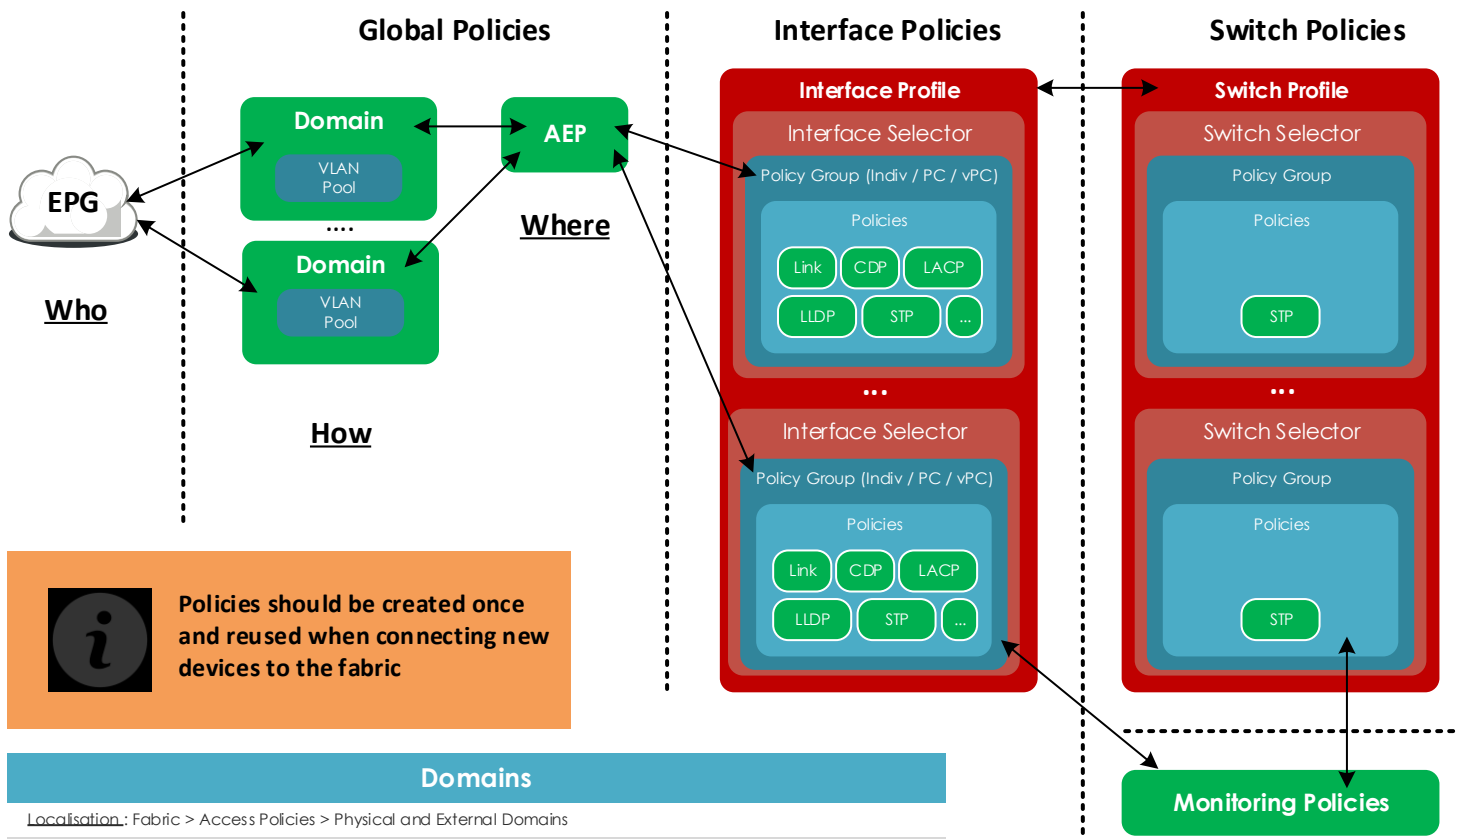 Global Policies
Interface Policies
Switch Policies
EPG
Who
Domain
VLAN
Pool
....
Domain
VLAN
Pool
How
AEP
Where
Interface Profile
Interface Selector
Policy Group (Indiv / PC / vPC)
Policies
Link
CDP
LACP
LLDP
STP
...
...
Interface Selector
Policy Group (Indiv / PC / vPC)
Policies
Link
CDP
LACP
LLDP
STP
...
Switch Profile
Switch Selector
Policy Group
Policies
STP
...
Switch Selector
Policy Group
Policies
STP
Monitoring Policies
i
Policies should be created once
and reused when connecting new
devices to the fabric
Domains
Localisation : Fabric > Access Policies > Physical and External Domains